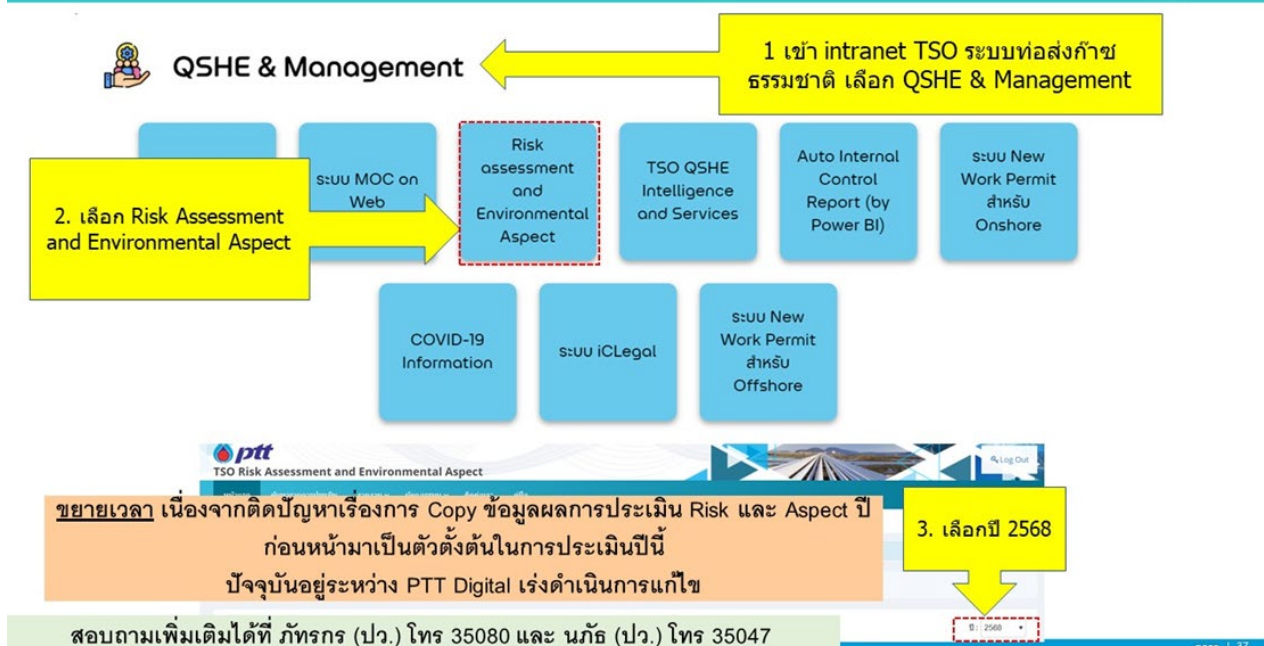 QSHE & Management
1 เข้า intranet TSO ระบบท่อส่งก๊าซ
ธรรมชาติ เลือก QSHE & Management
2. เลือก Risk Assessment
and Environmental Aspect
ระบบ MOC on
Web
Risk
assessment
and
Environmental
Aspect
TSO QSHE
Intelligence
and Services
Auto Internal
Control
Report (by
Power BI)
ระบบ New
Work Permit
สำหรับ
Onshore
COVID-19
Information
ระบบ iCLegal
ระบบ New
Work Permit
สำหรับ
Offshore
ptt
TSO Risk Assessment and Environmental Aspect
Log Out
ขยายเวลา เนื่องจากติดปัญหาเรื่องการ Copy ข้อมูลผลการประเมิน Risk และ Aspect ปี
ก่อนหน้ามาเป็นตัวตั้งต้นในการประเมินปีนี้
ปัจจุบันอยู่ระหว่าง PTT Digital เร่งดำเนินการแก้ไข
3. เลือกปี 2568
ปี : 2568
สอบถามเพิ่มเติมได้ที่ ภัทรกร (ปว.) โทร 35080 และ นภัธ (ปว.) โทร 35047